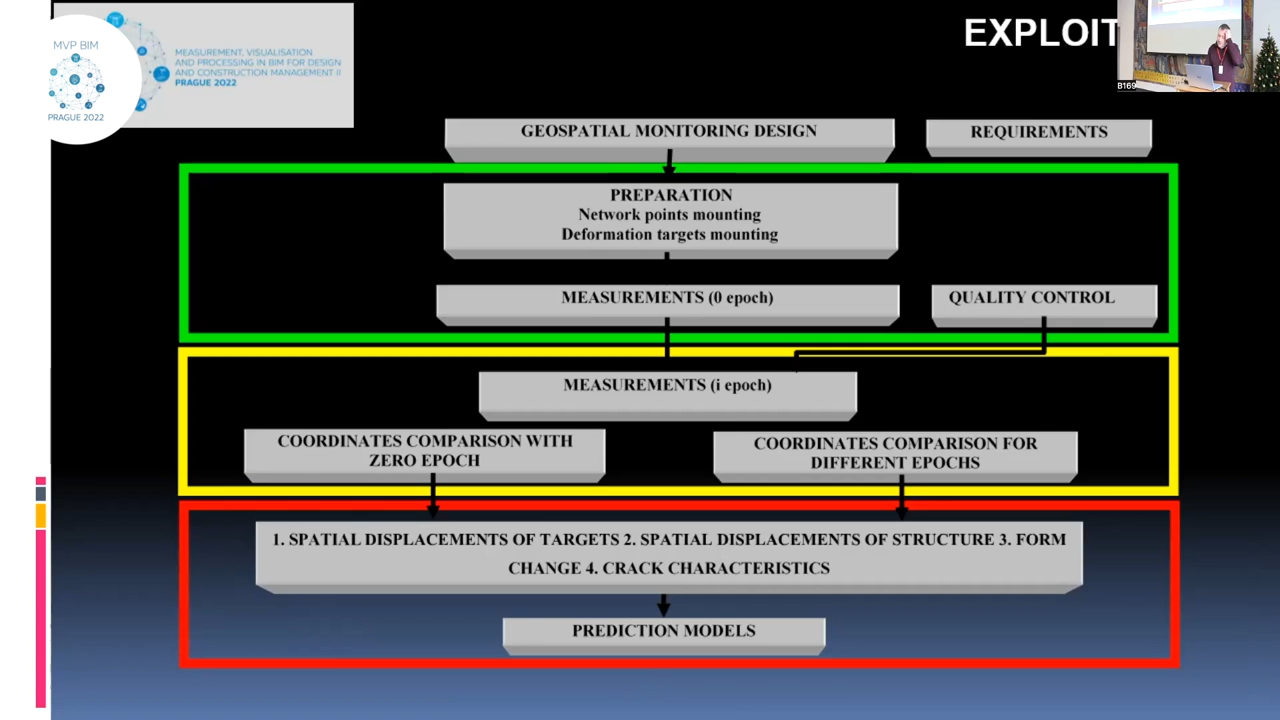 MVP BIM
PRAGUE 2022
MEASUREMENT, VISUALISATION
AND PROCESSING IN BIM FOR DESIGN
AND CONSTRUCTION MANAGEMENT II
PRAGUE 2022
EXPLOIT
B169
GEOSPATIAL MONITORING DESIGN
REQUIREMENTS
PREPARATION
Network points mounting
Deformation targets mounting
MEASUREMENTS (0 epoch)
QUALITY CONTROL
MEASUREMENTS (i epoch)
COORDINATES COMPARISON WITH
ZERO EPOCH
COORDINATES COMPARISON FOR
DIFFERENT EPOCHS
1. SPATIAL DISPLACEMENTS OF TARGETS 2. SPATIAL DISPLACEMENTS OF STRUCTURE 3. FORM
CHANGE 4. CRACK CHARACTERISTICS
PREDICTION MODELS